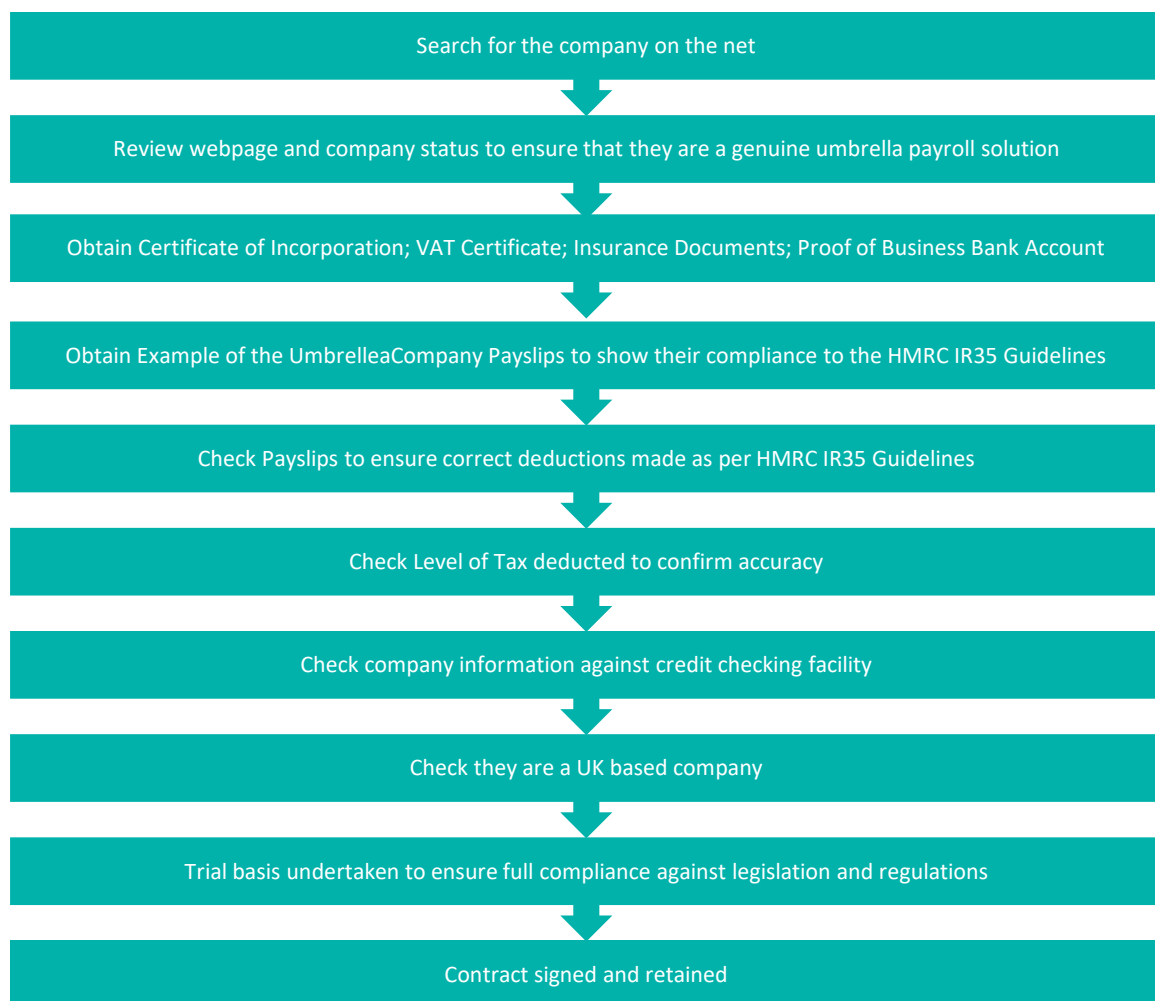 Search for the company on the net
Review webpage and company status to ensure that they are a genuine umbrella payroll solution
Obtain Certificate of Incorporation; VAT Certificate; Insurance Documents; Proof of Business Bank Account
Obtain Example of the UmbrelleaCompany Payslips to show their compliance to the HMRC IR35 Guidelines
Check Payslips to ensure correct deductions made as per HMRC IR35 Guidelines
Check Level of Tax deducted to confirm accuracy
Check company information against credit checking facility
Check they are a UK based company
Trial basis undertaken to ensure full compliance against legislation and regulations
Contract signed and retained